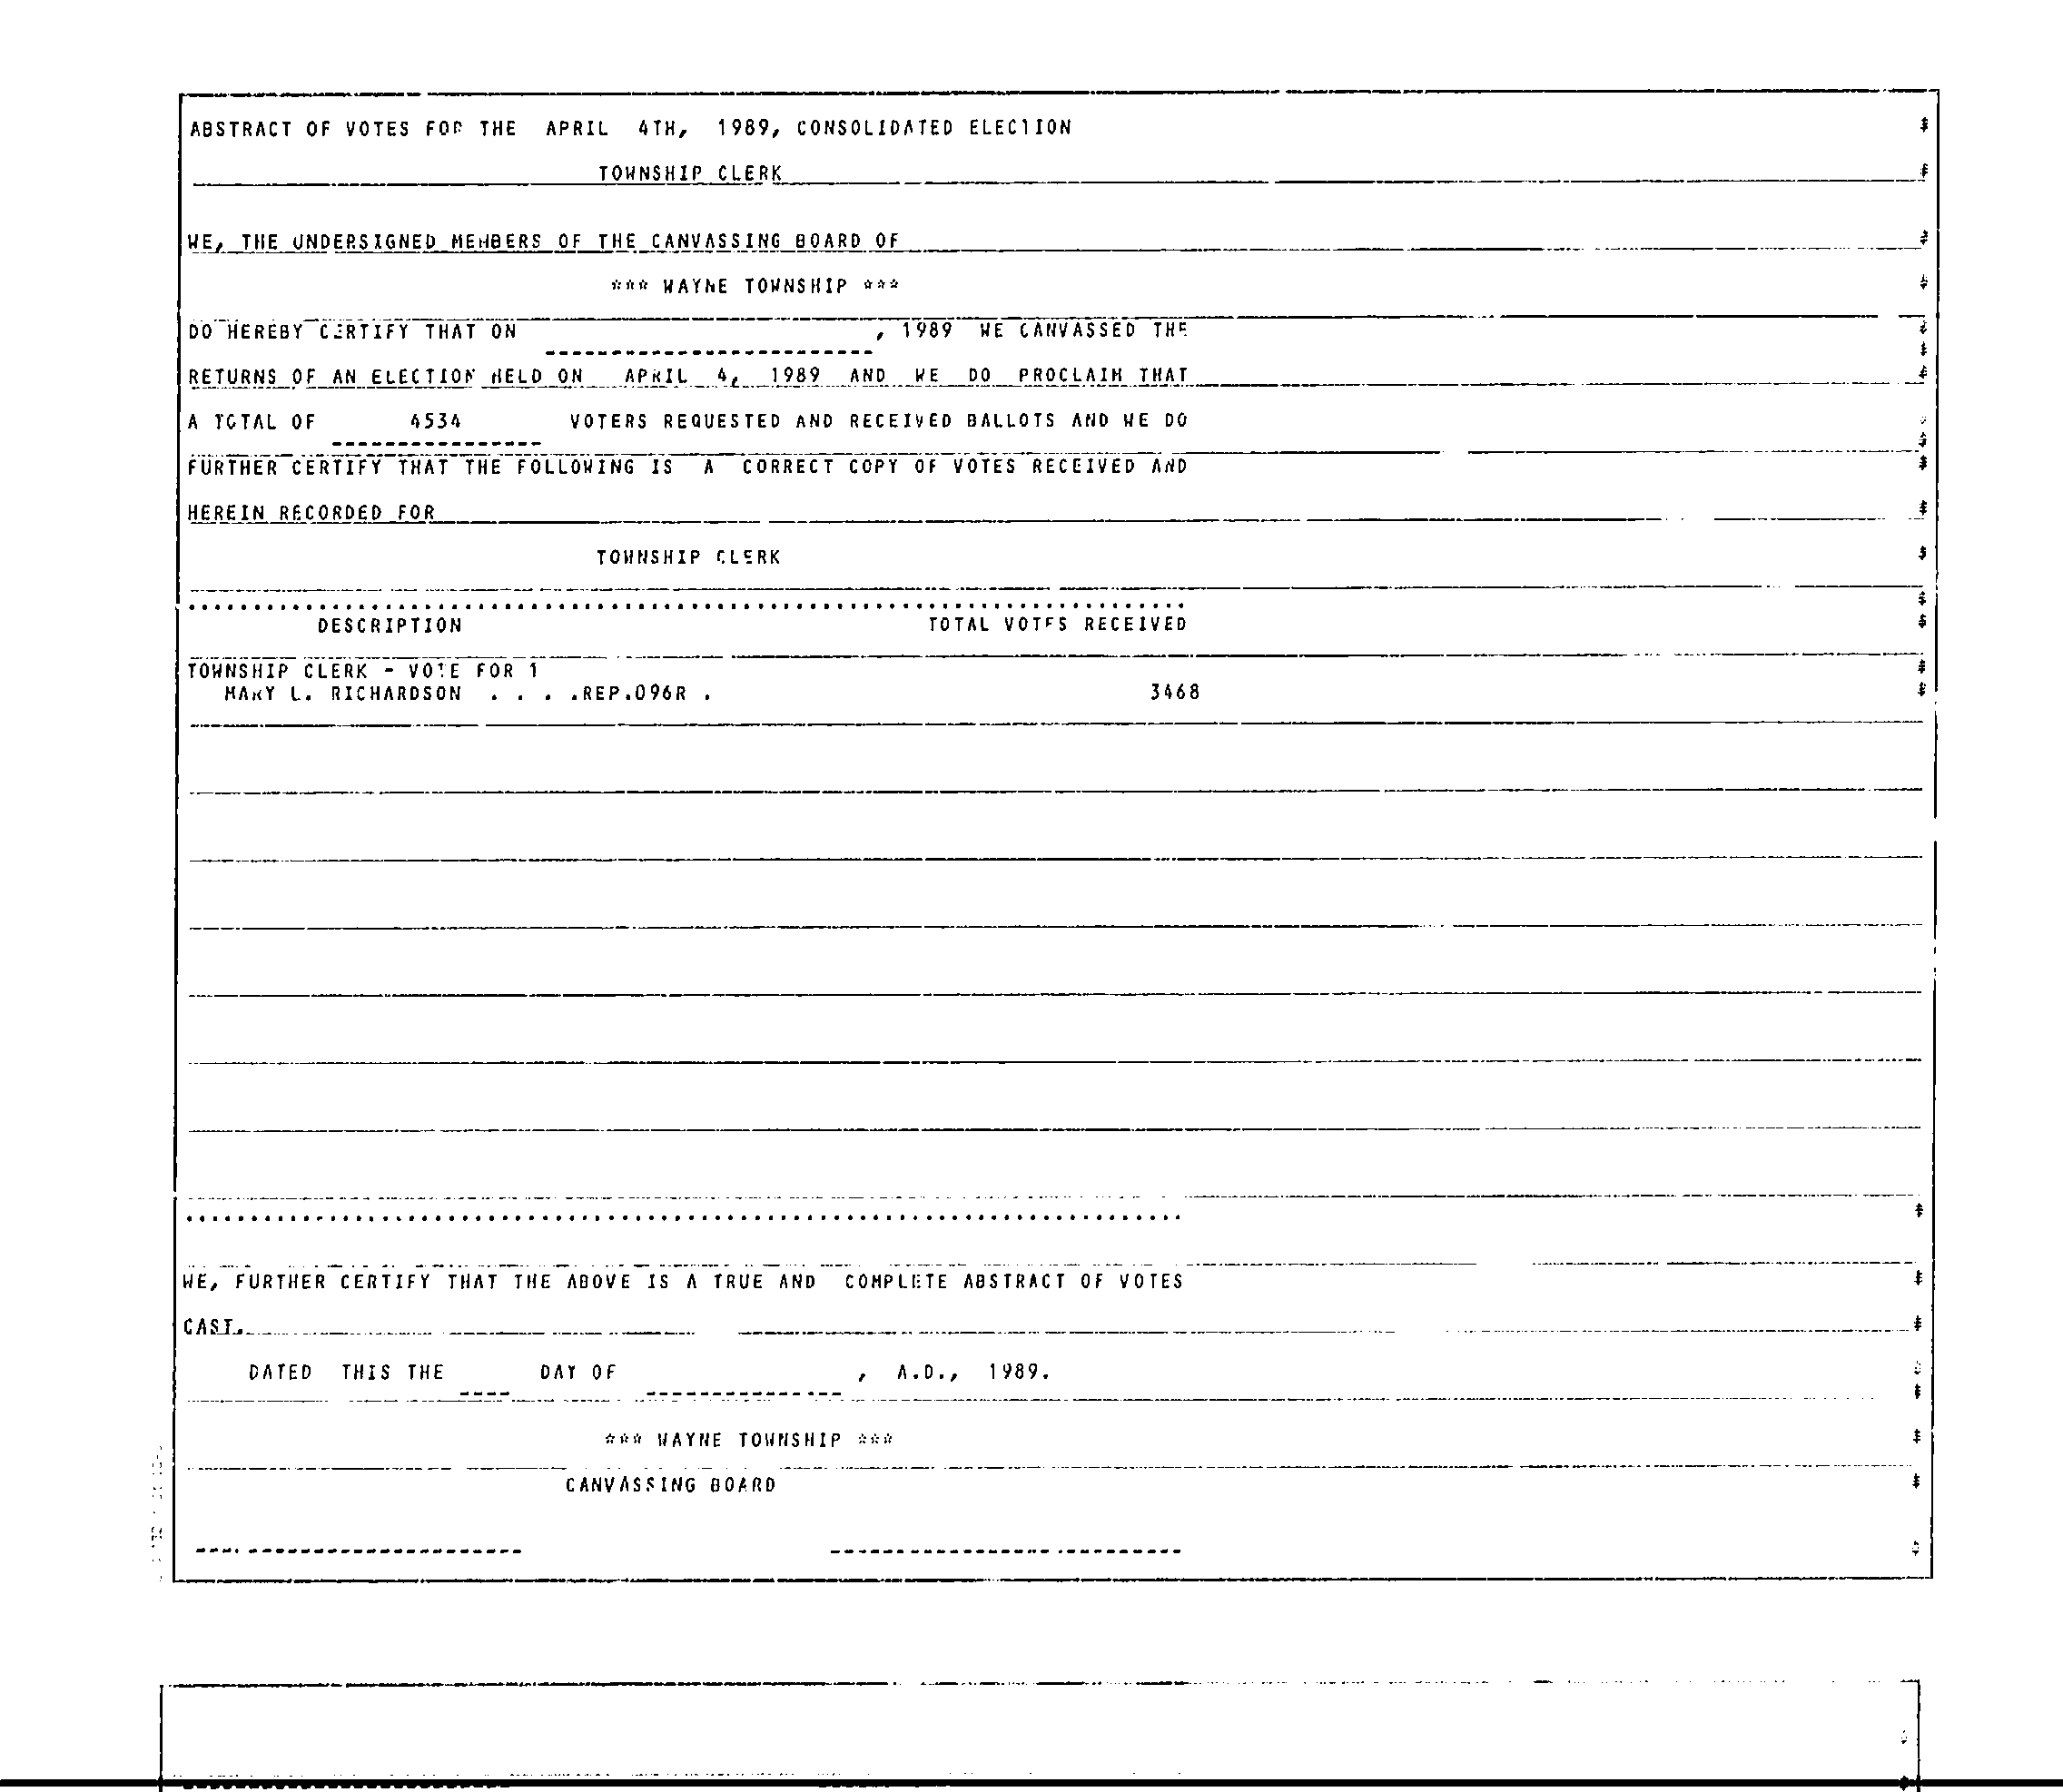 ABSTRACT OF VOTES FOR THE APRIL 4TH, 1989, CONSOLIDATED ELECTION
TOWNSHIP CLERK
WE, THE UNDERSIGNED MEMBERS OF THE CANVASSING BOARD OF
*** WAYNE TOWNSHIP ***
DO HEREBY CERTIFY THAT ON , 1989 WE CANVASSED THE
RETURNS OF AN ELECTION HELD ON APRIL 4, 1989 AND WE DO PROCLAIM THAT
A TOTAL OF 4534 VOTERS REQUESTED AND RECEIVED BALLOTS AND WE DO
FURTHER CERTIFY THAT THE FOLLOWING IS A CORRECT COPY OF VOTES RECEIVED AND
HEREIN RECORDED FOR
TOWNSHIP CLERK
DESCRIPTION TOTAL VOTES RECEIVED
TOWNSHIP CLERK - VOTE FOR 1
MARY L. RICHARDSON . . . .REP.096R . 3468
WE, FURTHER CERTIFY THAT THE ABOVE IS A TRUE AND COMPLETE ABSTRACT OF VOTES
CAST.
DATED THIS THE DAY OF , A.D., 1989.
*** WAYNE TOWNSHIP ***
CANVASSING BOARD